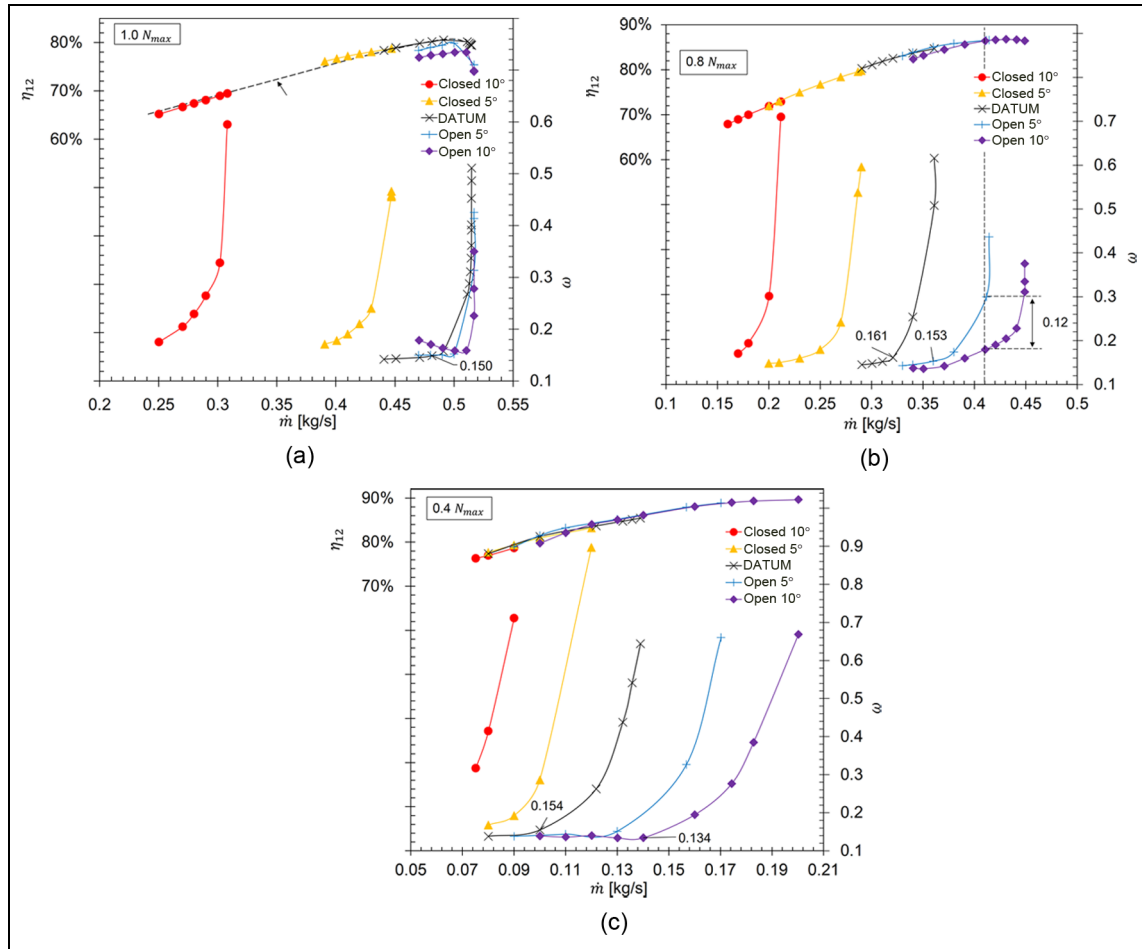 1.0 Nmax
80%
70%
60%
η12
Closed 10°
Closed 5°
DATUM
Open 5°
Open 10°
0.6
0.5
0.4
0.3
0.2
0.1
ω
0.150
0.2 0.25 0.3 0.35 0.4 0.45 0.5 0.55
ṁ [kg/s]
(a)
90%
80%
70%
60%
η12
0.8 Nmax
Closed 10°
Closed 5°
DATUM
Open 5°
Open 10°
0.7
0.6
0.5
0.4
0.3
0.2
0.1
ω
0.161
0.153
0.12
0.1 0.15 0.2 0.25 0.3 0.35 0.4 0.45 0.5
ṁ [kg/s]
(b)
90%
80%
70%
η12
0.4 Nmax
Closed 10°
Closed 5°
DATUM
Open 5°
Open 10°
0.9
0.8
0.7
0.6
0.5
0.4
0.3
0.2
0.1
ω
0.154
0.134
0.05 0.07 0.09 0.11 0.13 0.15 0.17 0.19 0.21
ṁ [kg/s]
(c)